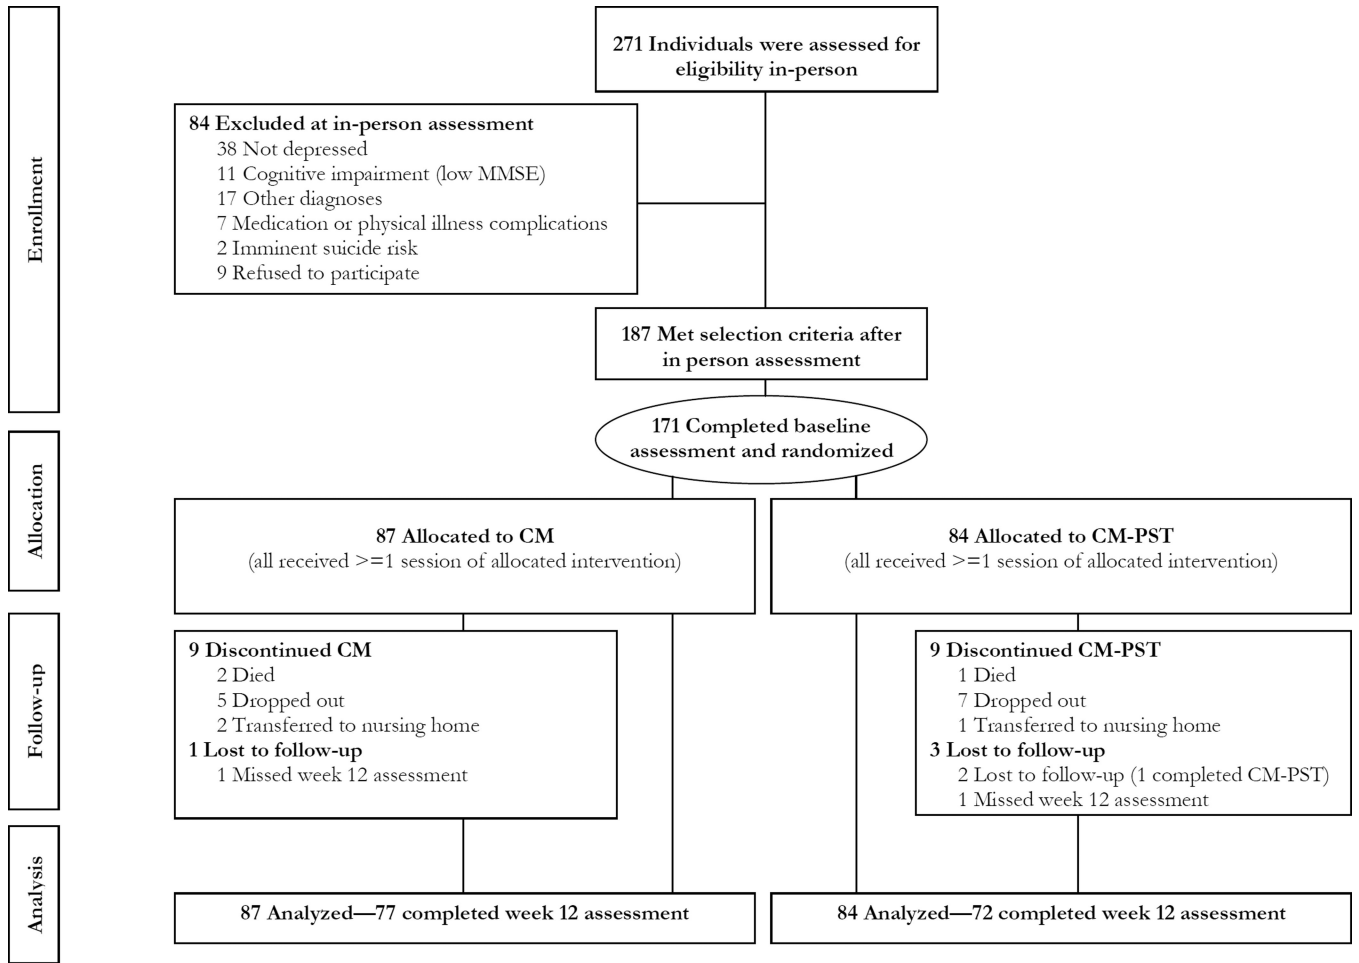 Enrollment
271 Individuals were assessed for
eligibility in-person
84 Excluded at in-person assessment
38 Not depressed
11 Cognitive impairment (low MMSE)
17 Other diagnoses
7 Medication or physical illness complications
2 Imminent suicide risk
9 Refused to participate
187 Met selection criteria after
in person assessment
171 Completed baseline
assessment and randomized
Allocation
87 Allocated to CM
(all received >=1 session of allocated intervention)
84 Allocated to CM-PST
(all received >=1 session of allocated intervention)
Follow-up
9 Discontinued CM
2 Died
5 Dropped out
2 Transferred to nursing home
1 Lost to follow-up
1 Missed week 12 assessment
9 Discontinued CM-PST
1 Died
7 Dropped out
1 Transferred to nursing home
3 Lost to follow-up
2 Lost to follow-up (1 completed CM-PST)
1 Missed week 12 assessment
Analysis
87 Analyzed—77 completed week 12 assessment
84 Analyzed—72 completed week 12 assessment